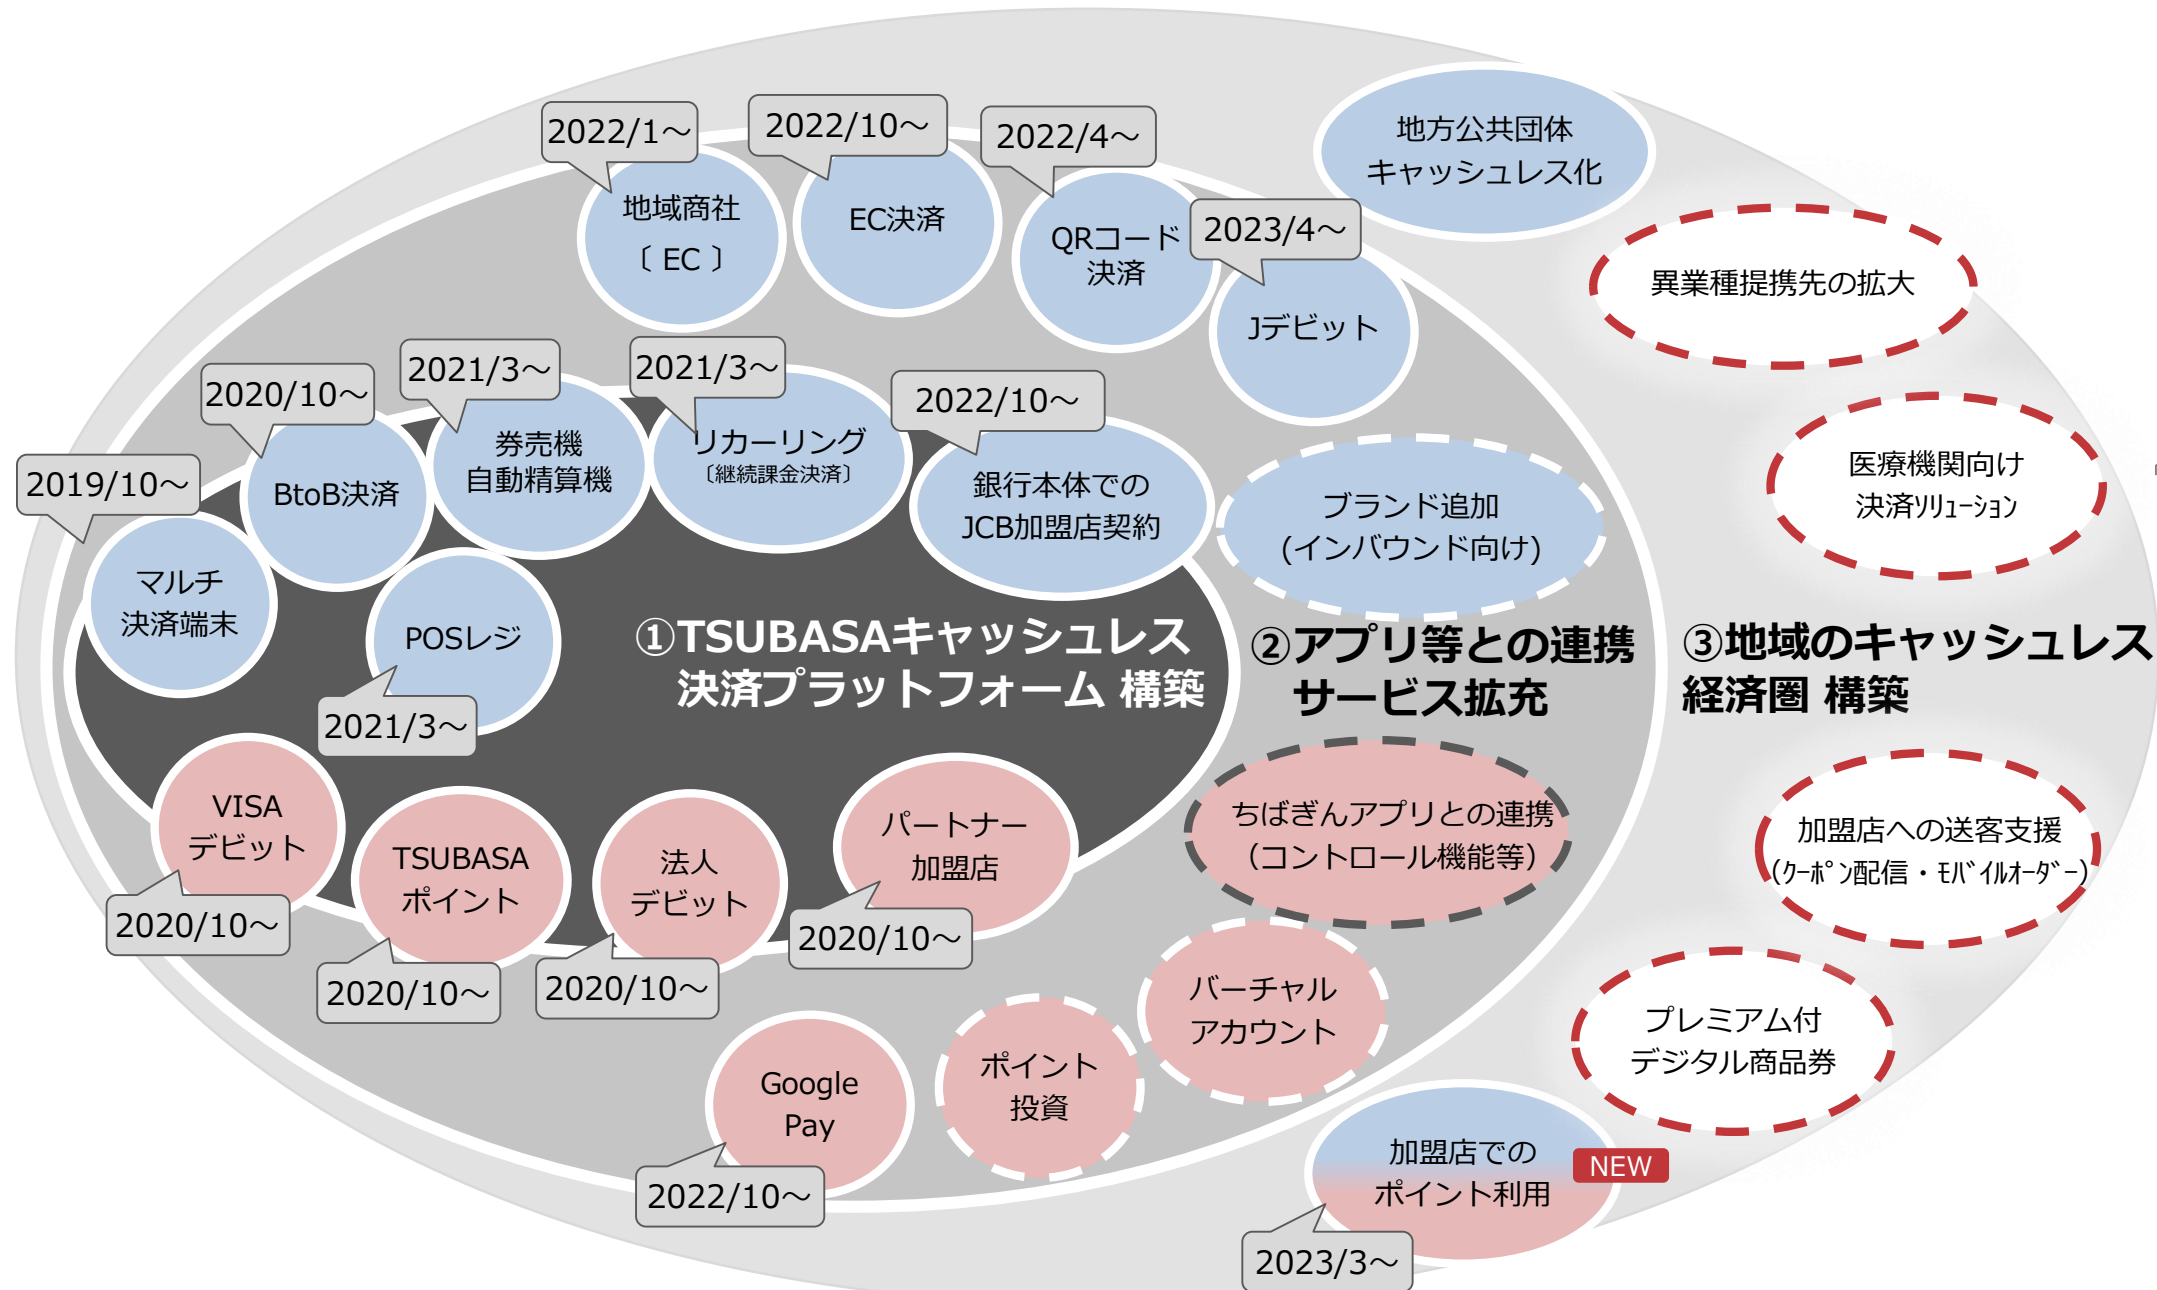 2022/1～
地域商社
〔 EC 〕
2022/10～
EC決済
2022/4～
QRコード
決済
2023/4～
Jデビット
地方公共団体
キャッシュレス化
異業種提携先の拡大
2019/10～
マルチ
決済端末
2020/10～
BtoB決済
2021/3～
券売機
自動精算機
2021/3～
リカーリング
〔継続課金決済〕
2022/10～
銀行本体での
JCB加盟店契約
ブランド追加
(インバウンド向け)
医療機関向け
決済ｿﾘｭｰｼｮﾝ
POSレジ
2021/3～
①TSUBASAキャッシュレス
決済プラットフォーム 構築
②アプリ等との連携
サービス拡充
③地域のキャッシュレス
経済圏 構築
VISA
デビット
2020/10～
TSUBASA
ポイント
2020/10～
法人
デビット
2020/10～
パートナー
加盟店
2020/10～
ちばぎんアプリとの連携
（コントロール機能等）
加盟店への送客支援
(ｸｰﾎﾟﾝ配信・ﾓﾊﾞｲﾙｵｰﾀﾞｰ)
Google
Pay
2022/10～
ポイント
投資
バーチャル
アカウント
プレミアム付
デジタル商品券
加盟店での
ポイント利用
NEW
2023/3～